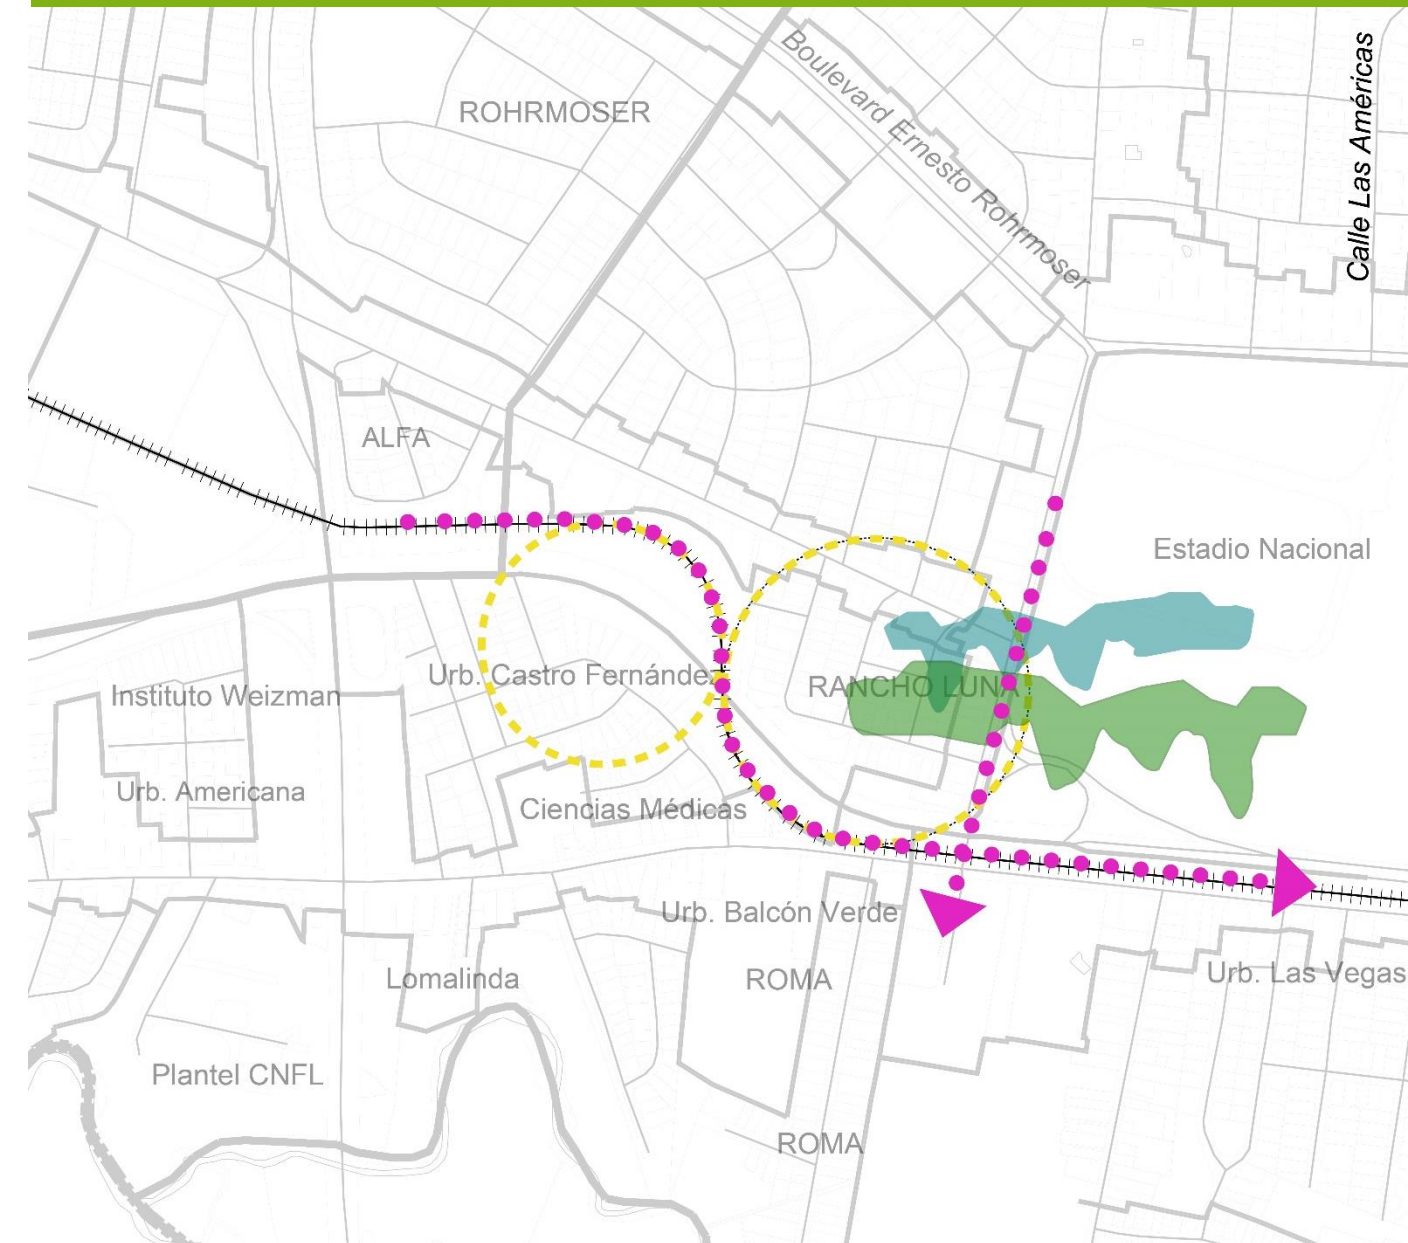 Boulevard Ernesto Rohrmoser
Calle Las Américas
ROHRMOSER
ALFA
Estadio Nacional
Urb. Castro Fernández
RANCHO LUNA
Instituto Weizman
Urb. Americana
Ciencias Médicas
Urb. Balcón Verde
Lomalinda
ROMA
Urb. Las Vegas
Plantel CNFL
ROMA